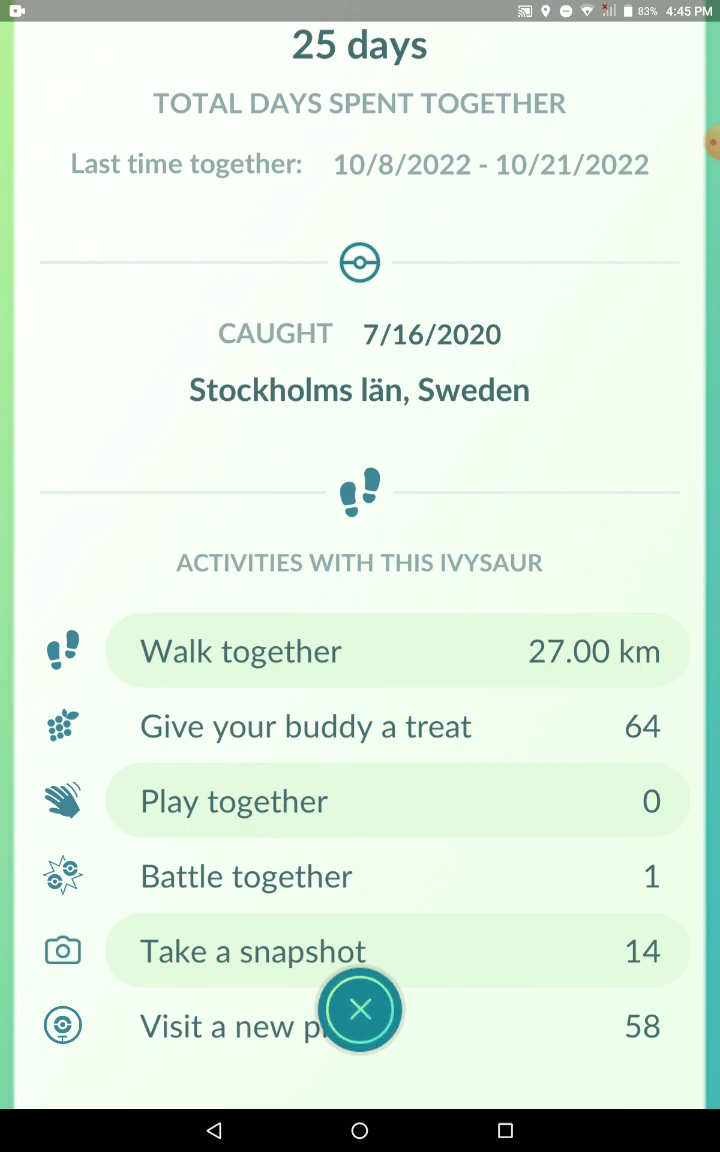 83% 4:45 PM
25 days
TOTAL DAYS SPENT TOGETHER
Last time together: 10/8/2022 - 10/21/2022
CAUGHT 7/16/2020
Stockholms län, Sweden
ACTIVITIES WITH THIS IVYSAUR
Walk together 27.00 km
Give your buddy a treat 64
Play together 0
Battle together 1
Take a snapshot 14
Visit a new 58